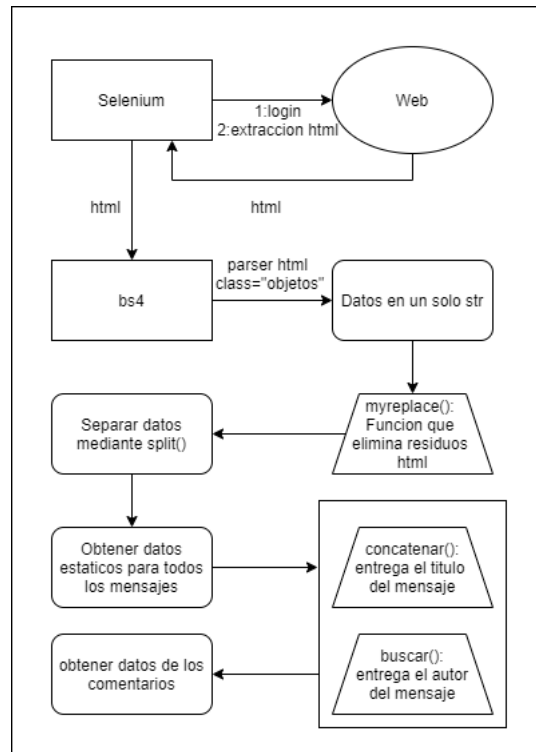 Selenium
Web
1:login
2:extraccion html
html
html
bs4
parser html
class="objetos"
Datos en un solo str
myreplace():
Funcion que
elimina residuos
html
Separar datos
mediante split()
Obtener datos
estaticos para todos
los mensajes
concatenar():
entrega el titulo
del mensaje
buscar():
entrega el autor
del mensaje
obtener datos de los
comentarios